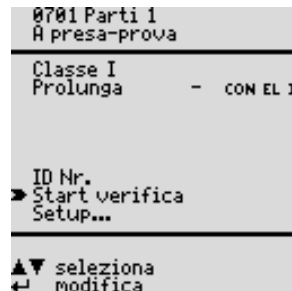 0701 Parti 1
A presa-prova
Classe I
Prolunga - CON EL
ID Nr.
Start verifica
Setup...
▲▼ seleziona
↵ modifica